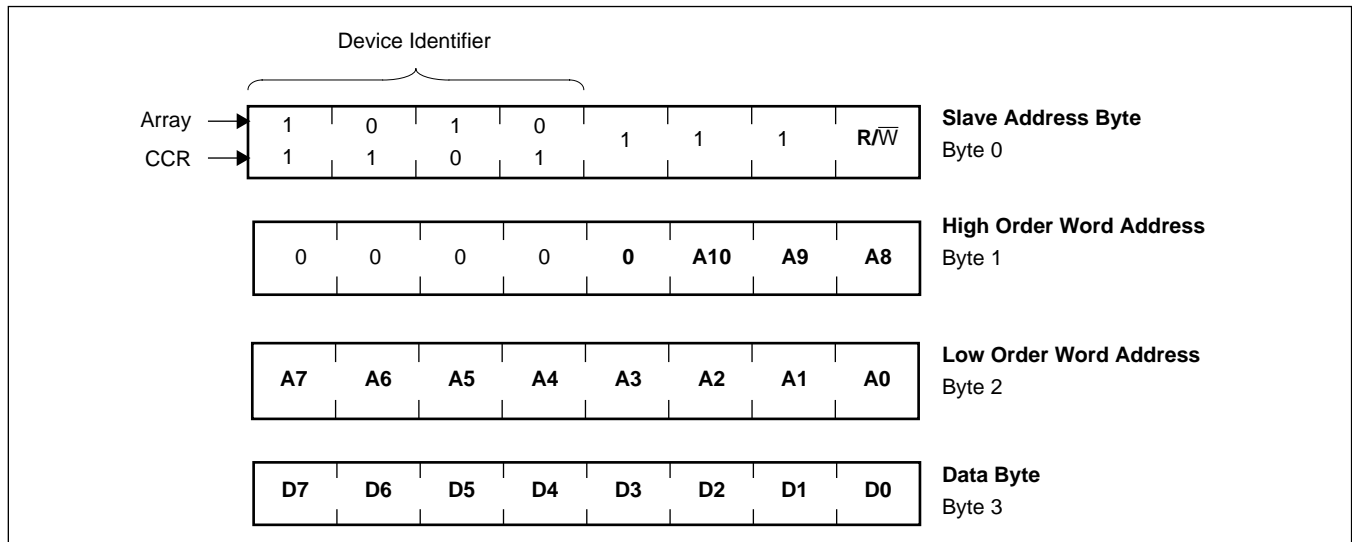 Device Identifier
Array 1 0 1 0
CCR 1 1 0 1
1 1 1 R/W̅
Slave Address Byte
Byte 0
0 0 0 0 0 A10 A9 A8
High Order Word Address
Byte 1
A7 A6 A5 A4 A3 A2 A1 A0
Low Order Word Address
Byte 2
D7 D6 D5 D4 D3 D2 D1 D0
Data Byte
Byte 3